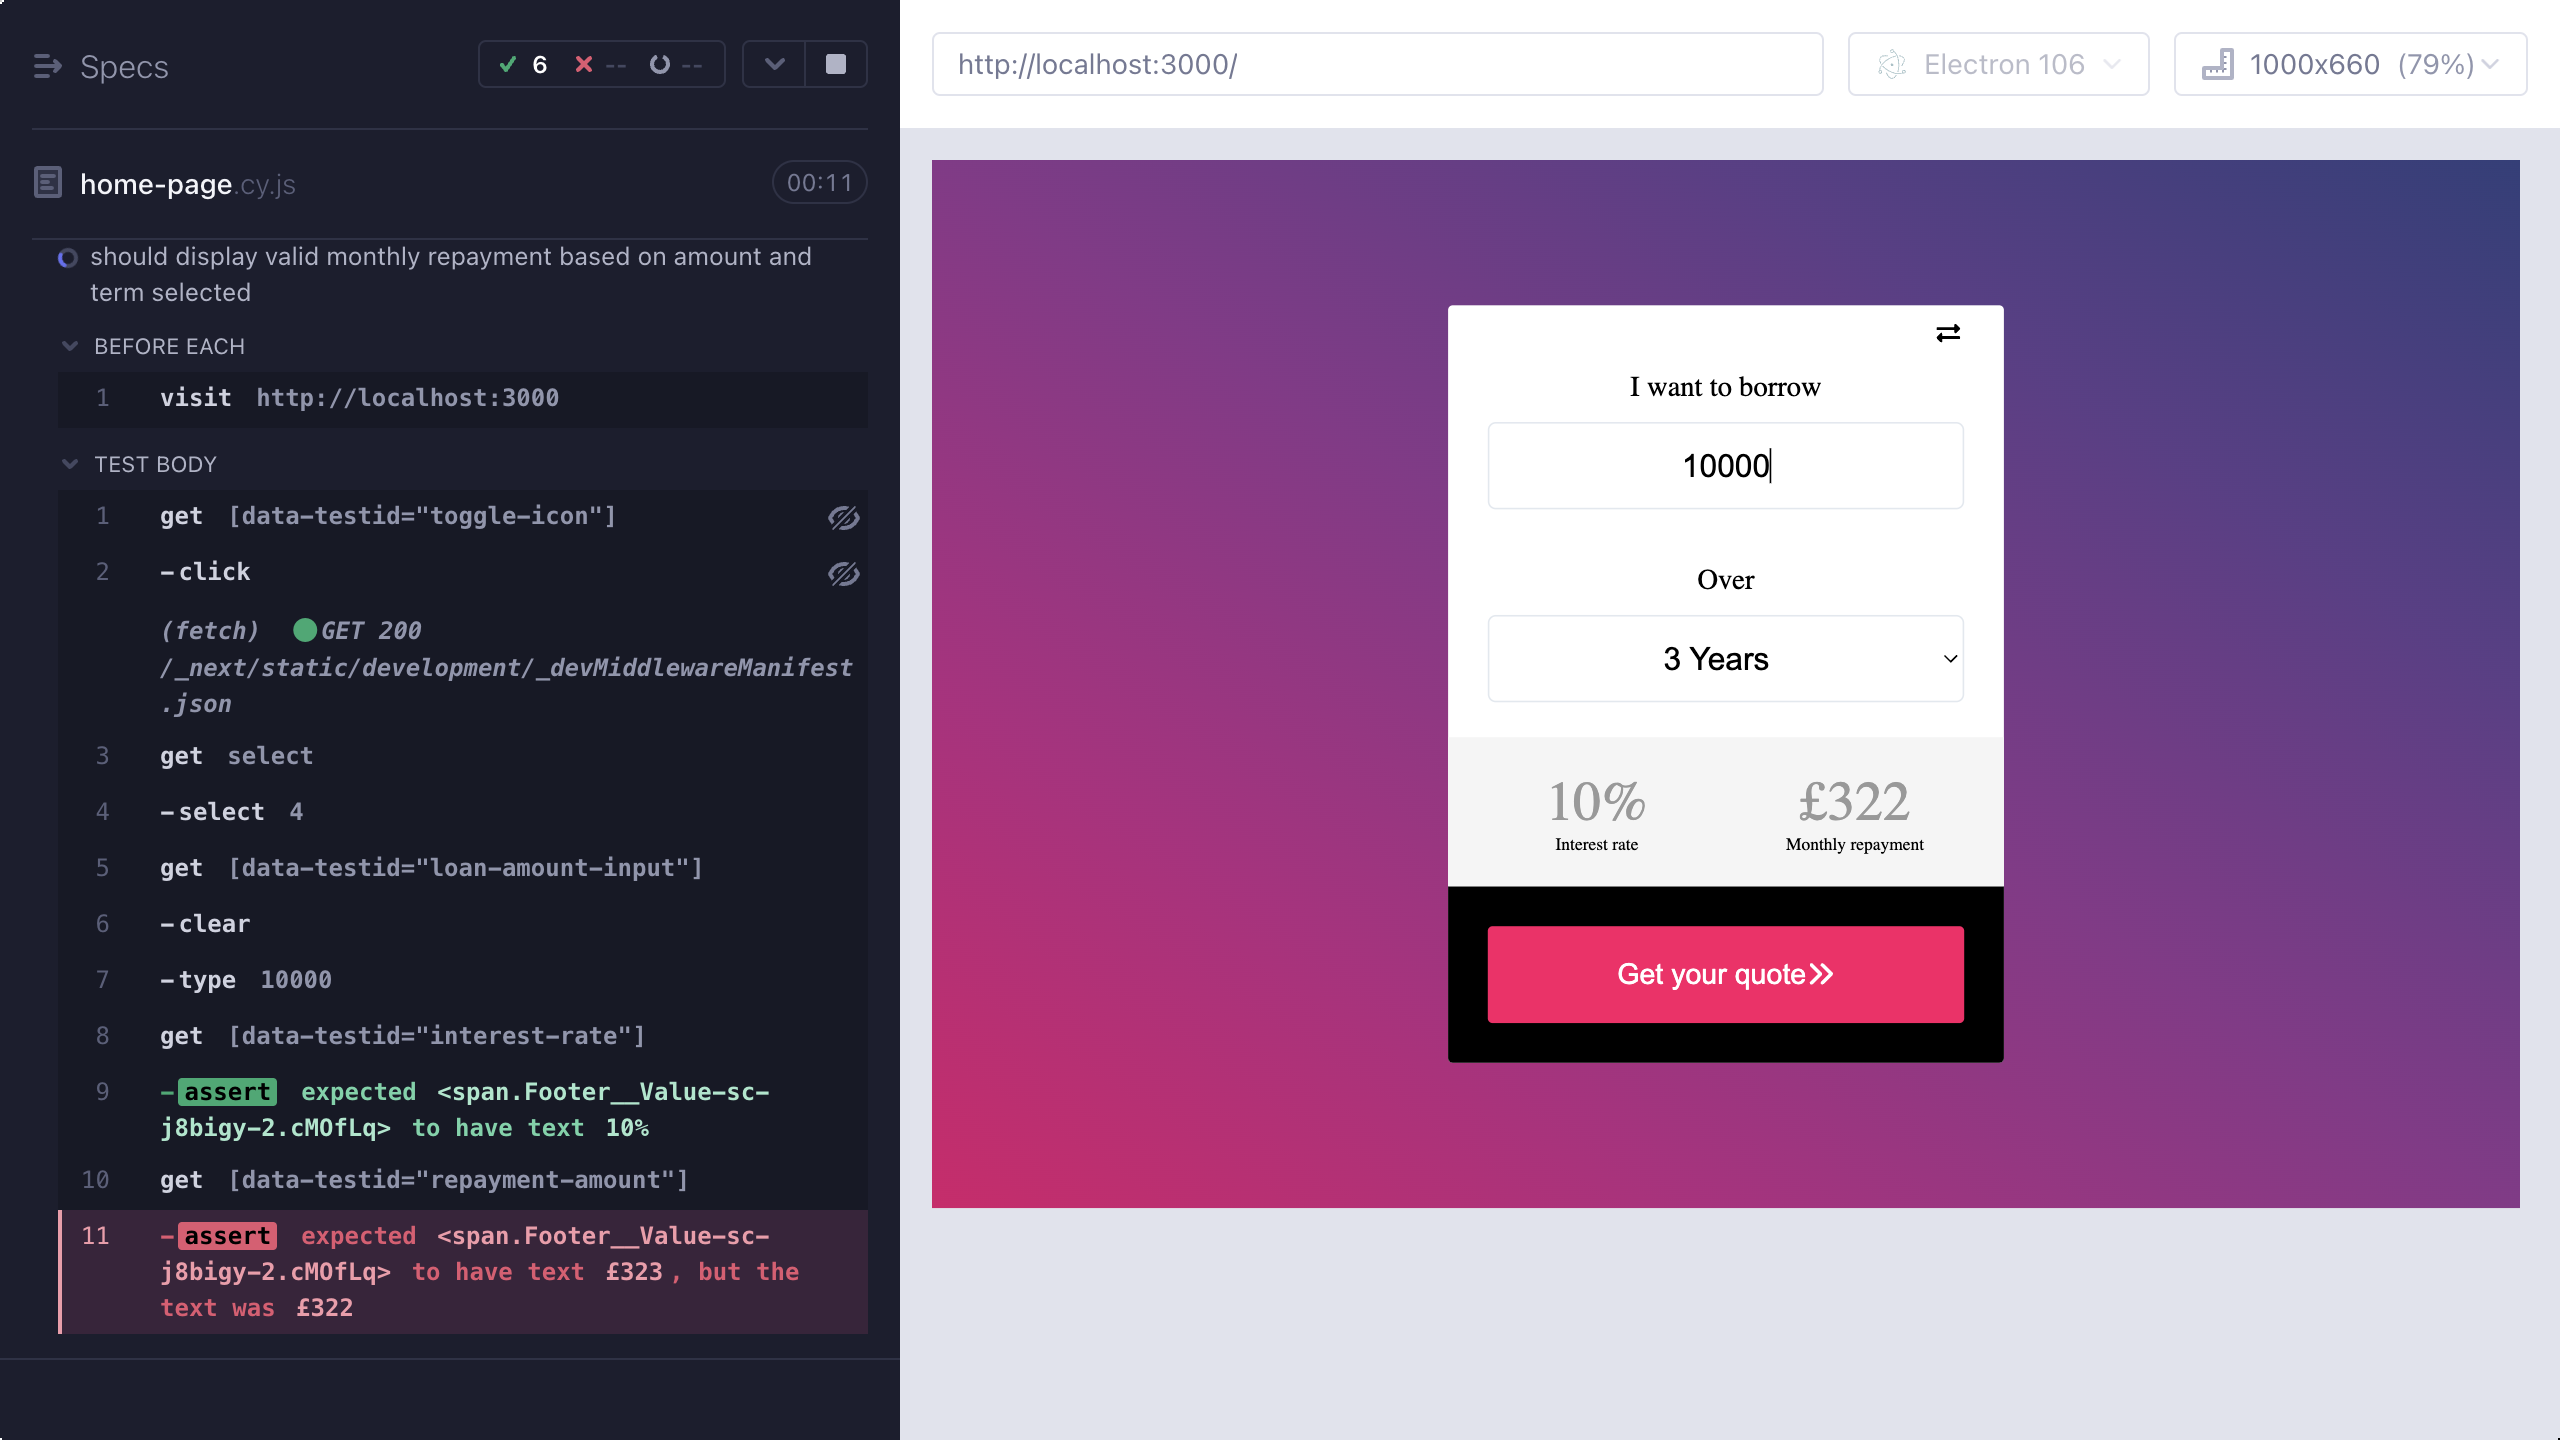 Specs
6 -- --
home-page.cy.js
00:11
should display valid monthly repayment based on amount and
term selected
BEFORE EACH
1 visit http://localhost:3000
TEST BODY
1 get [data-testid="toggle-icon"]
2 -click
(fetch) GET 200
/_next/static/development/_devMiddlewareManifest
.json
3 get select
4 -select 4
5 get [data-testid="loan-amount-input"]
6 -clear
7 -type 10000
8 get [data-testid="interest-rate"]
9 -assert expected <span.Footer__Value-sc-
j8bigy-2.cMOfLq> to have text 10%
10 get [data-testid="repayment-amount"]
11 -assert expected <span.Footer__Value-sc-
j8bigy-2.cMOfLq> to have text £323, but the
text was £322
http://localhost:3000/
Electron 106
1000x660 (79%)
I want to borrow
10000
Over
3 Years
10% £322
Interest rate Monthly repayment
Get your quote